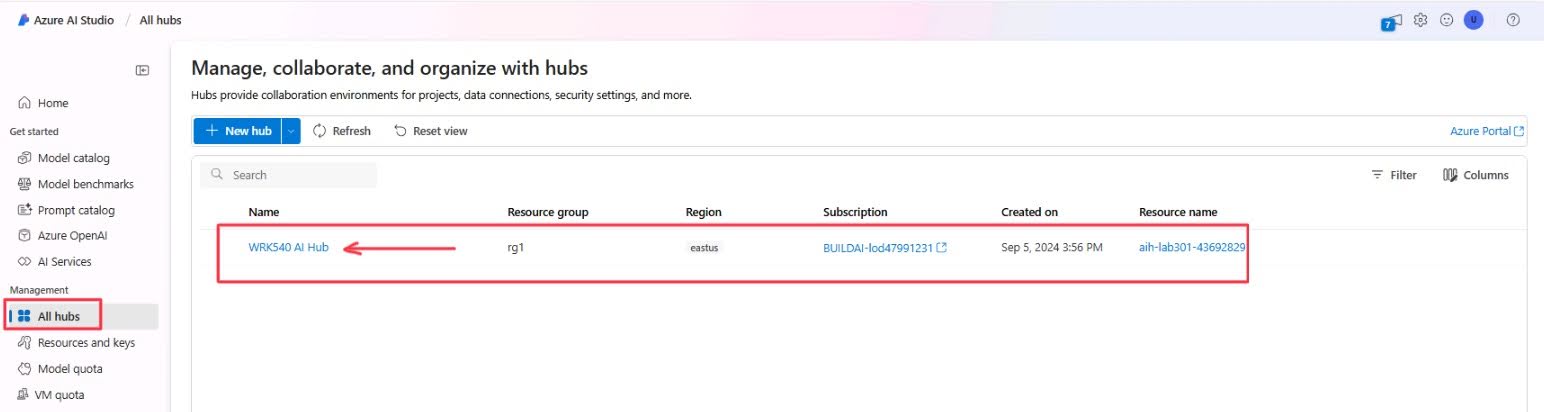 Azure AI Studio / All hubs
7
U
Home
Get started
Model catalog
Model benchmarks
Prompt catalog
Azure OpenAI
AI Services
Management
All hubs
Resources and keys
Model quota
VM quota
Manage, collaborate, and organize with hubs
Hubs provide collaboration environments for projects, data connections, security settings, and more.
New hub Refresh Reset view Azure Portal
Search Filter Columns
Name Resource group Region Subscription Created on Resource name
WRK540 AI Hub rg1 eastus BUILDAI-lod47991231 Sep 5, 2024 3:56 PM aih-lab301-43692829